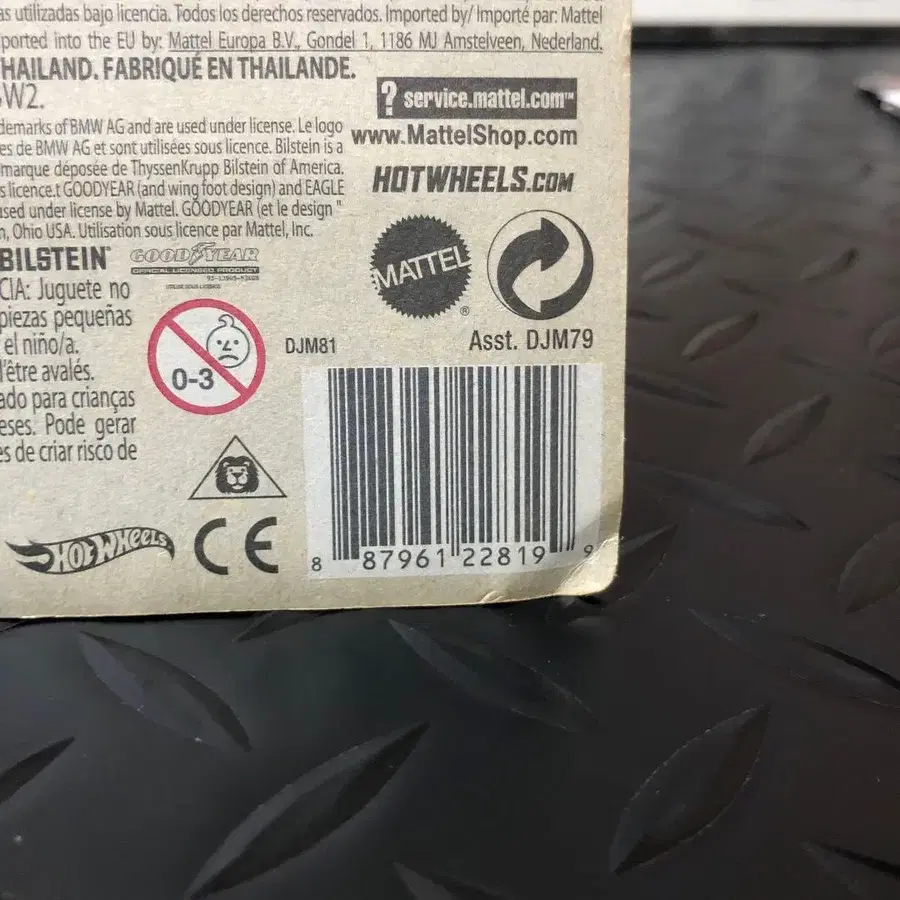 as utilizadas bajo licencia. Todos los derechos reservados. Imported by/ Importé par: Mattel
ported into the EU by: Mattel Europa B.V., Gondel 1, 1186 MJ Amstelveen, Nederland.
HAILAND. FABRIQUÉ EN THAILANDE.
W2.
? service.mattel.com™
demarks of BMW AG and are used under license. Le logo
es de BMW AG et sont utilisées sous licence. Bilstein is a
marque déposée de ThyssenKrupp Bilstein of America.
s licence.t GOODYEAR (and wing foot design) and EAGLE
used under license by Mattel. GOODYEAR (et le design "
n, Ohio USA. Utilisation sous licence par Mattel, Inc.
www.MattelShop.com
HOTWHEELS.COM
BILSTEIN
GOODYEAR
OFFICIAL LICENSED PRODUCT
MATTEL
®
CIA: Juguete no
piezas pequeñas
el niño/a.
l'être avalés.
ado para crianças
eses. Pode gerar
es de criar risco de
0-3
DJM81
Asst. DJM79
Hot Wheels
CE
8 87961 22819 9